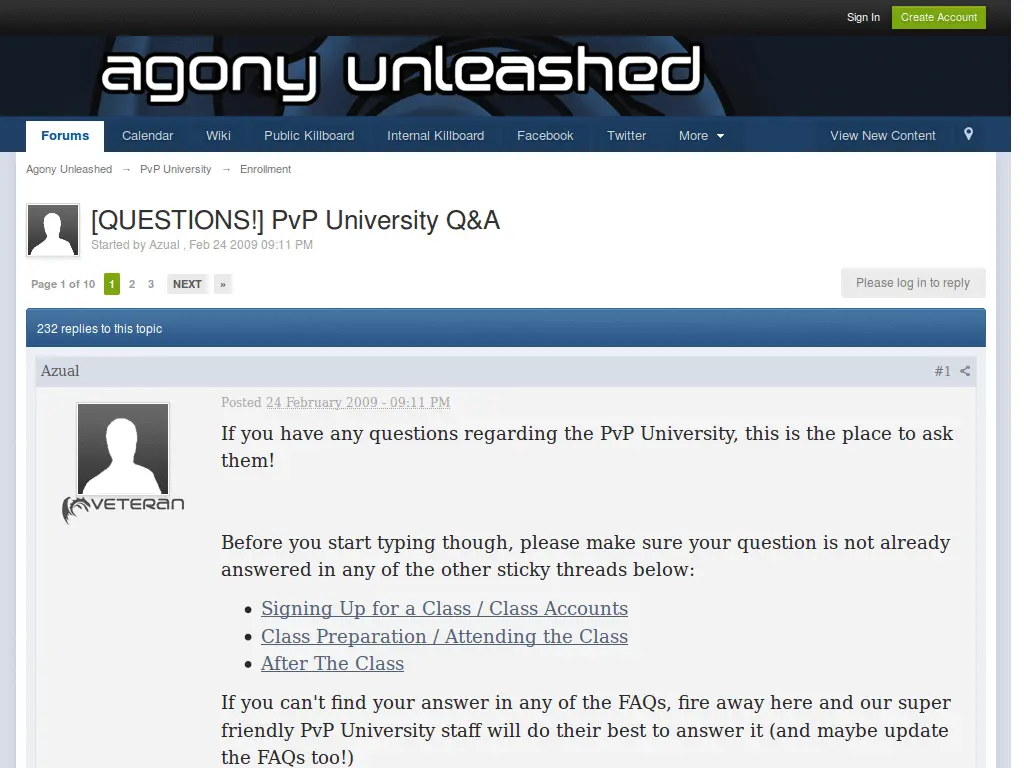 Sign In Create Account
agony unleashed
Forums Calendar Wiki Public Killboard Internal Killboard Facebook Twitter More View New Content
Agony Unleashed → PvP University → Enrollment
[QUESTIONS!] PvP University Q&A
Started by Azual , Feb 24 2009 09:11 PM
Page 1 of 10 1 2 3 NEXT » Please log in to reply
232 replies to this topic
Azual #1
Posted 24 February 2009 - 09:11 PM
If you have any questions regarding the PvP University, this is the place to ask
them!
VETERAN
Before you start typing though, please make sure your question is not already
answered in any of the other sticky threads below:
• Signing Up for a Class / Class Accounts
• Class Preparation / Attending the Class
• After The Class
If you can't find your answer in any of the FAQs, fire away here and our super
friendly PvP University staff will do their best to answer it (and maybe update
the FAQs too!)